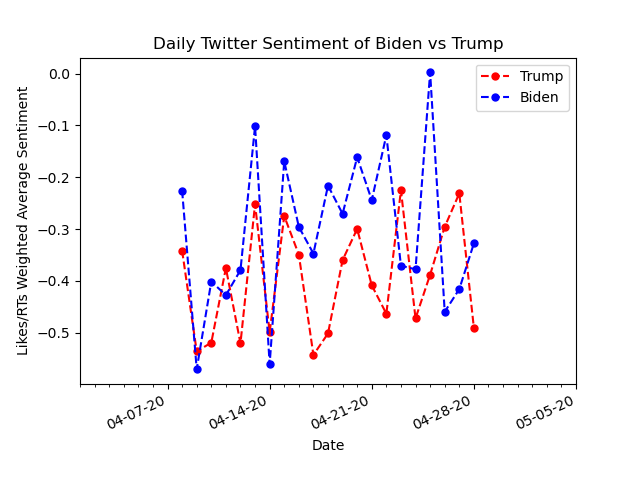 Daily Twitter Sentiment of Biden vs Trump
Trump
Biden
Likes/RTs Weighted Average Sentiment
0.0
−0.1
−0.2
−0.3
−0.4
−0.5
04-07-20
04-14-20
04-21-20
04-28-20
05-05-20
Date